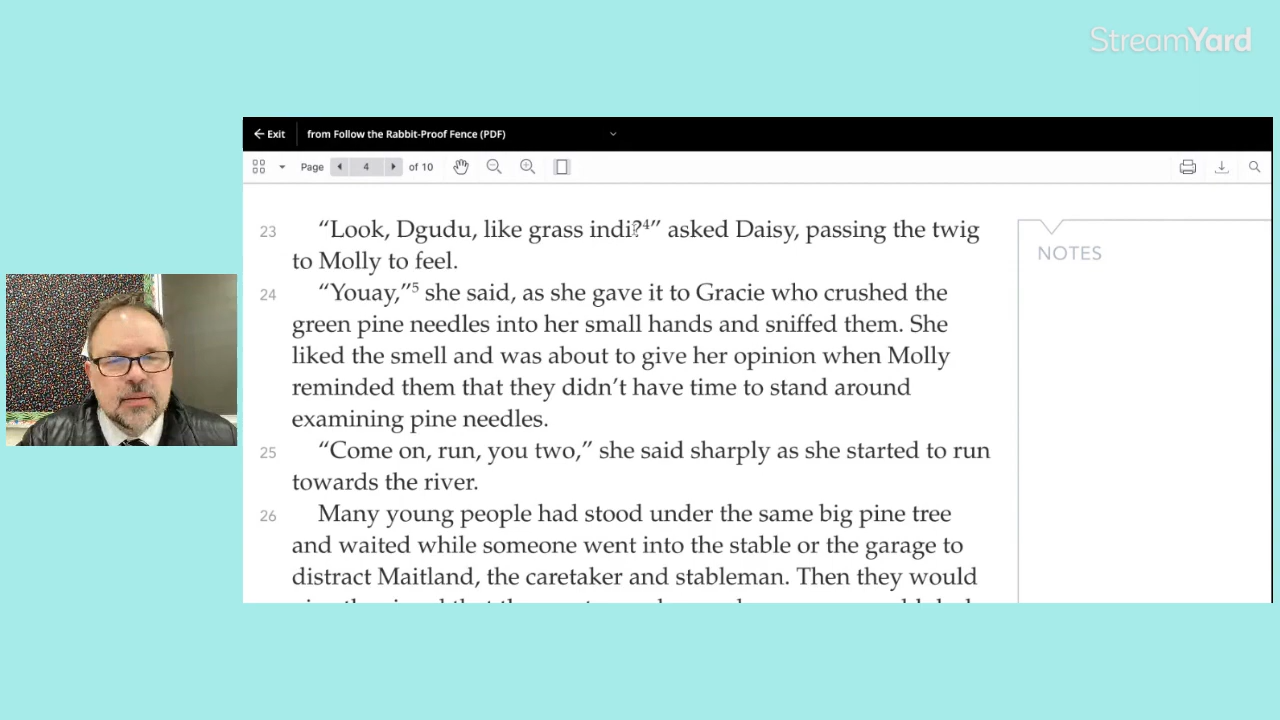 StreamYard
Exit from Follow the Rabbit-Proof Fence (PDF)
Page 4 of 10
23 “Look, Dgudu, like grass indi?⁴” asked Daisy, passing the twig
to Molly to feel.
NOTES
24 “Youay,”⁵ she said, as she gave it to Gracie who crushed the
green pine needles into her small hands and sniffed them. She
liked the smell and was about to give her opinion when Molly
reminded them that they didn’t have time to stand around
examining pine needles.
25 “Come on, run, you two,” she said sharply as she started to run
towards the river.
26 Many young people had stood under the same big pine tree
and waited while someone went into the stable or the garage to
distract Maitland, the caretaker and stableman. Then they would